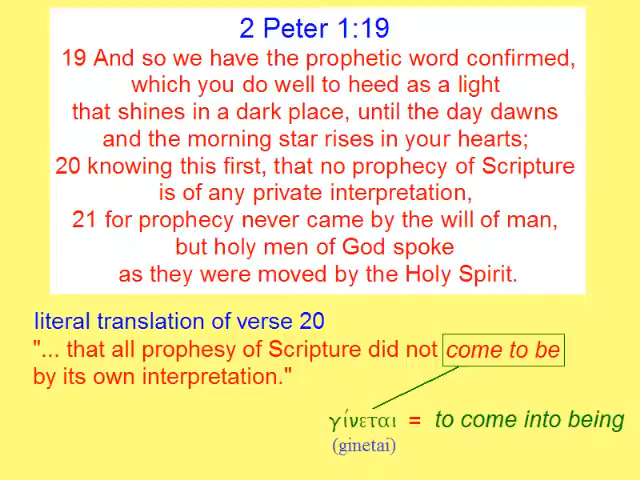 2 Peter 1:19
19 And so we have the prophetic word confirmed,
which you do well to heed as a light
that shines in a dark place, until the day dawns
and the morning star rises in your hearts;
20 knowing this first, that no prophecy of Scripture
is of any private interpretation,
21 for prophecy never came by the will of man,
but holy men of God spoke
as they were moved by the Holy Spirit.
literal translation of verse 20
"... that all prophesy of Scripture did not come to be
by its own interpretation."
γίνεται = to come into being
(ginetai)